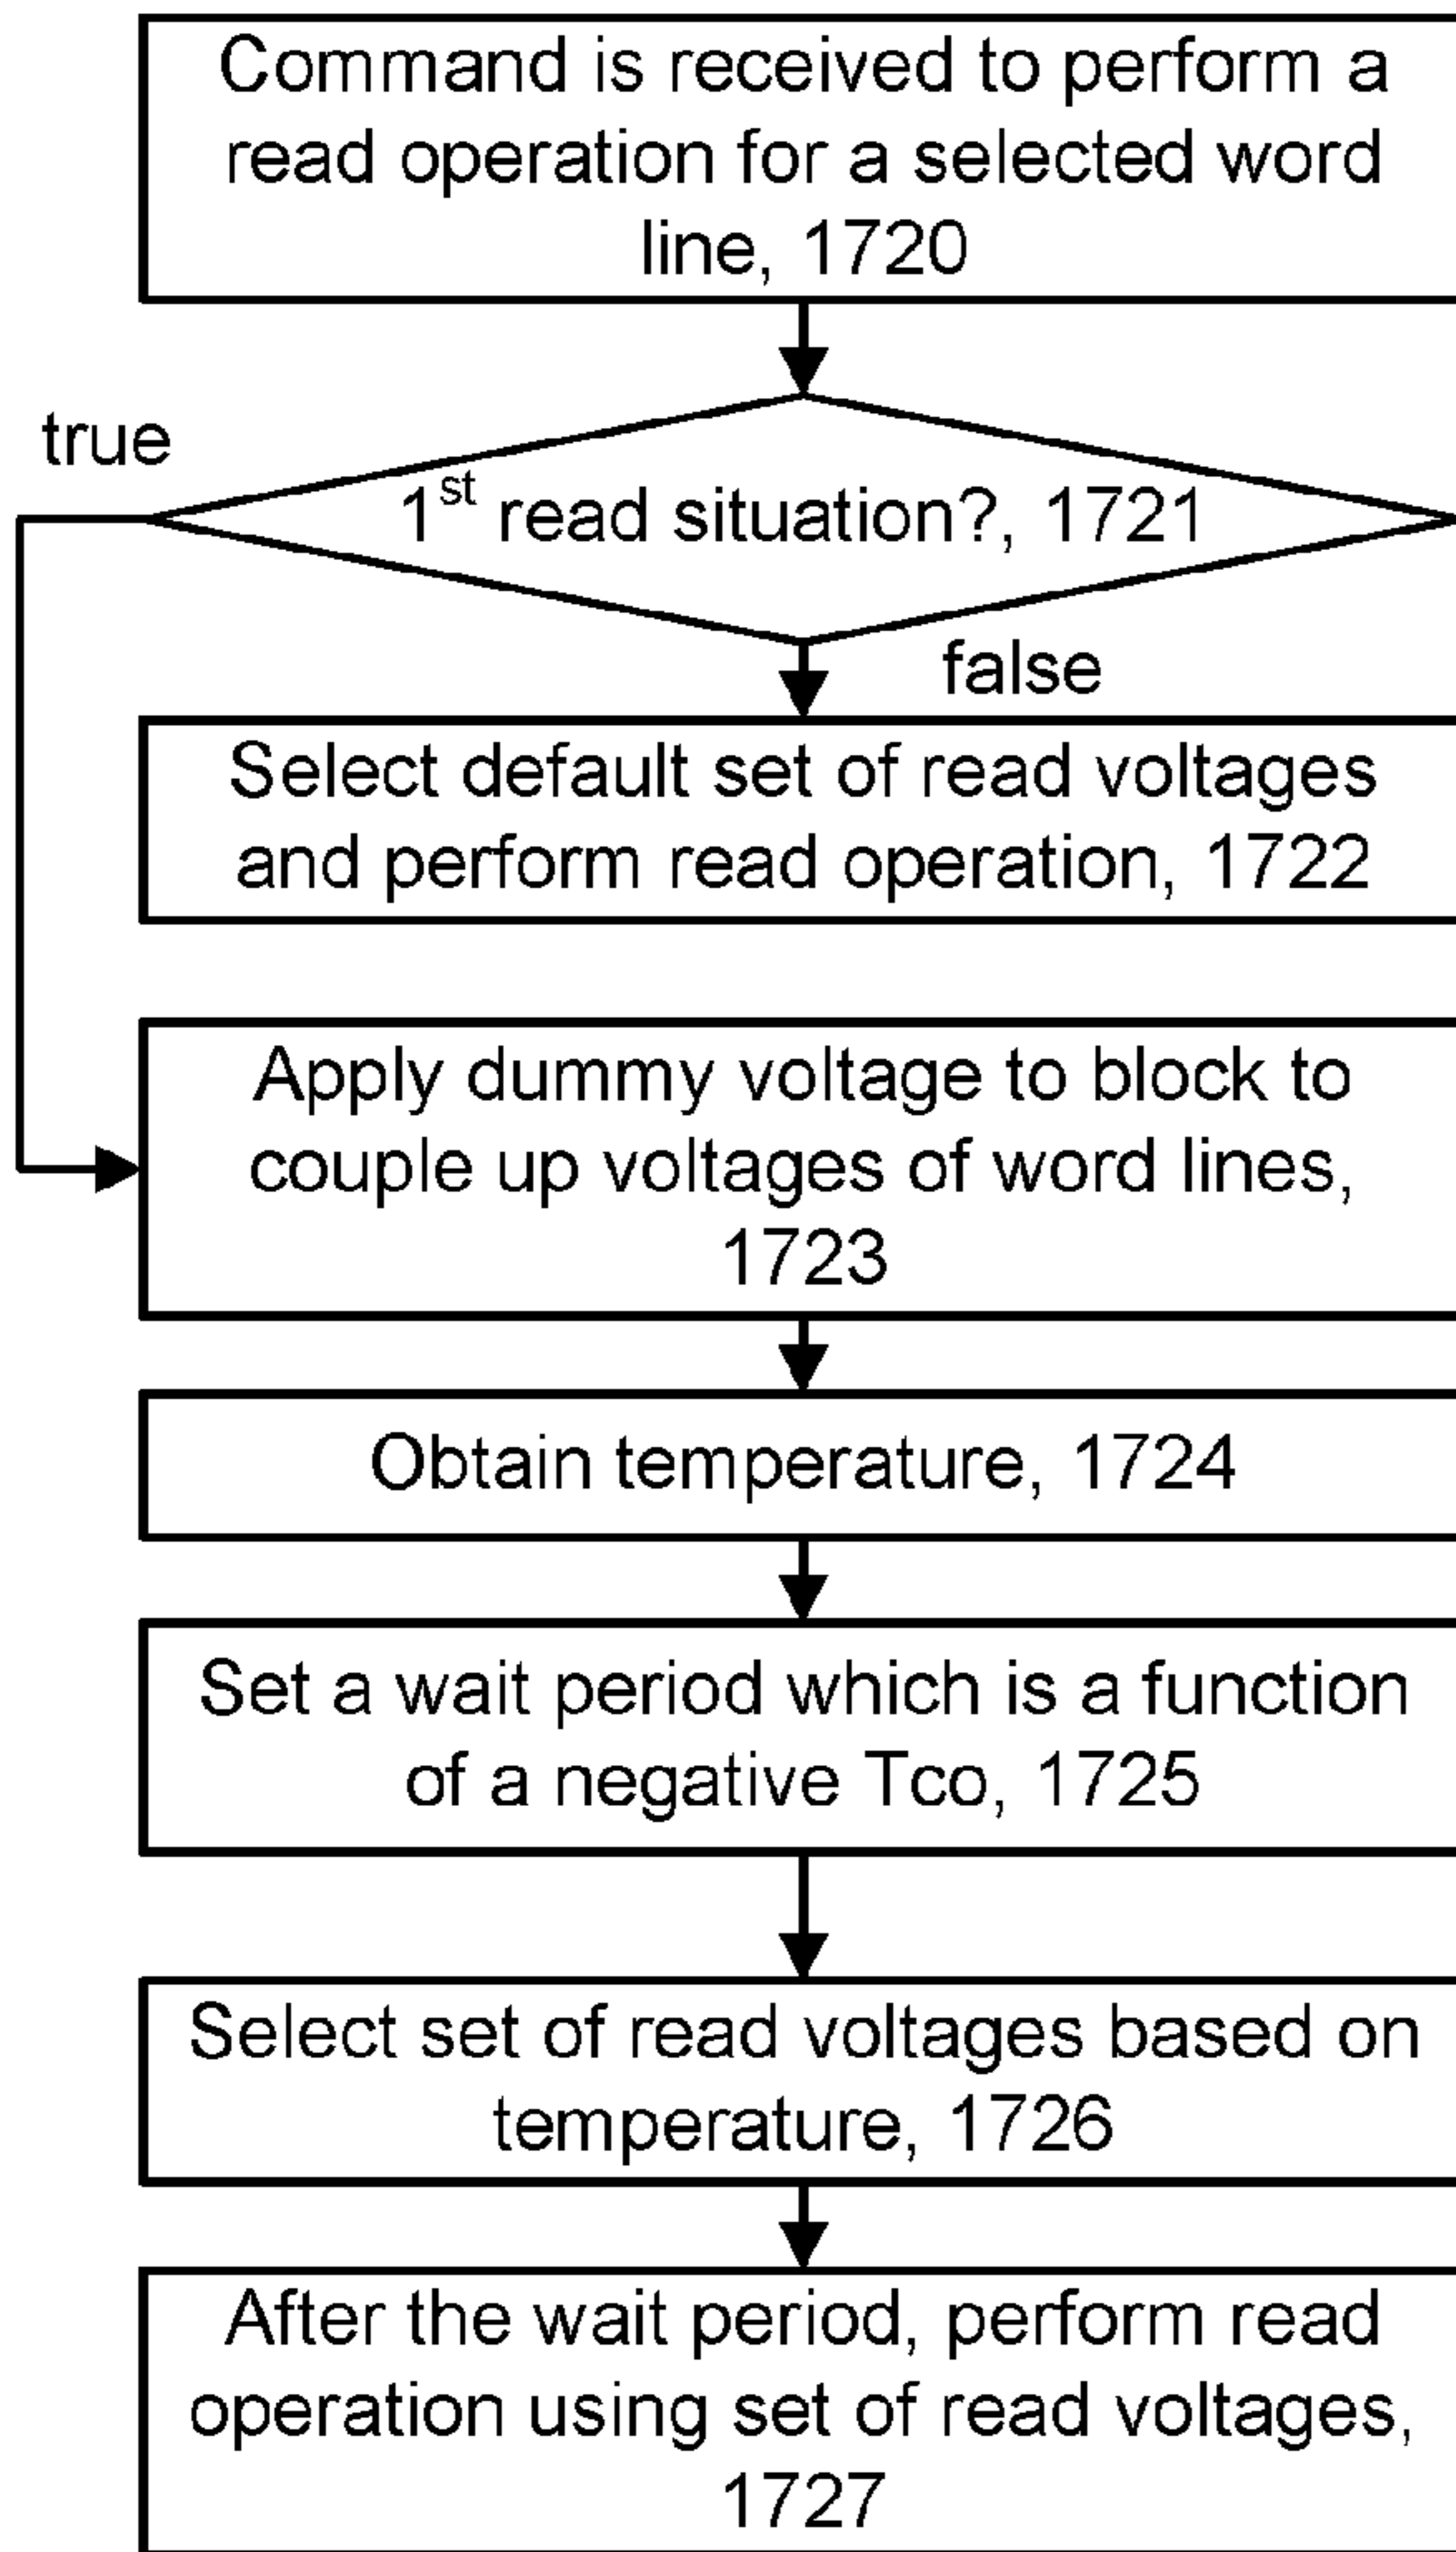 Command is received to perform a
read operation for a selected word
line, 1720
true
1st read situation?, 1721
false
Select default set of read voltages
and perform read operation, 1722
Apply dummy voltage to block to
couple up voltages of word lines,
1723
Obtain temperature, 1724
Set a wait period which is a function
of a negative Tco, 1725
Select set of read voltages based on
temperature, 1726
After the wait period, perform read
operation using set of read voltages,
1727